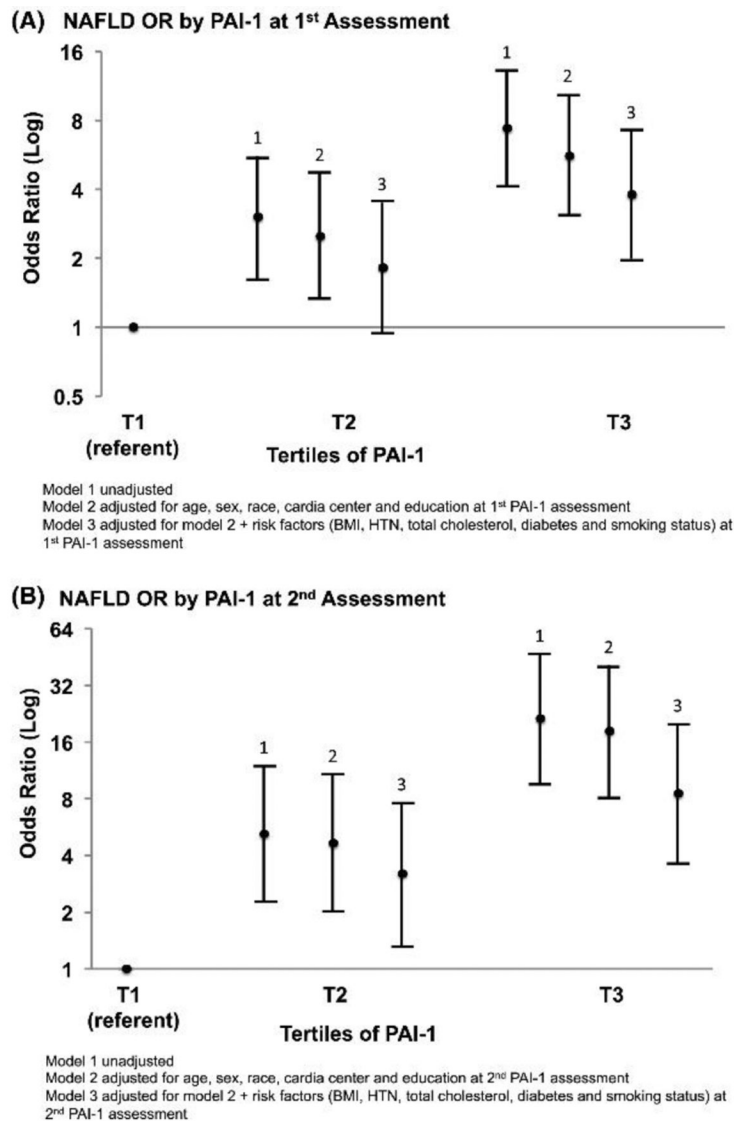 (A) NAFLD OR by PAI-1 at 1st Assessment
16
8
4
2
1
0.5
Odds Ratio (Log)
1
2
3
1
2
3
T1
(referent)
T2
T3
Tertiles of PAI-1
Model 1 unadjusted
Model 2 adjusted for age, sex, race, cardia center and education at 1st PAI-1 assessment
Model 3 adjusted for model 2 + risk factors (BMI, HTN, total cholesterol, diabetes and smoking status) at
1st PAI-1 assessment
(B) NAFLD OR by PAI-1 at 2nd Assessment
64
32
16
8
4
2
1
Odds Ratio (Log)
1
2
3
1
2
3
T1
(referent)
T2
T3
Tertiles of PAI-1
Model 1 unadjusted
Model 2 adjusted for age, sex, race, cardia center and education at 2nd PAI-1 assessment
Model 3 adjusted for model 2 + risk factors (BMI, HTN, total cholesterol, diabetes and smoking status) at
2nd PAI-1 assessment